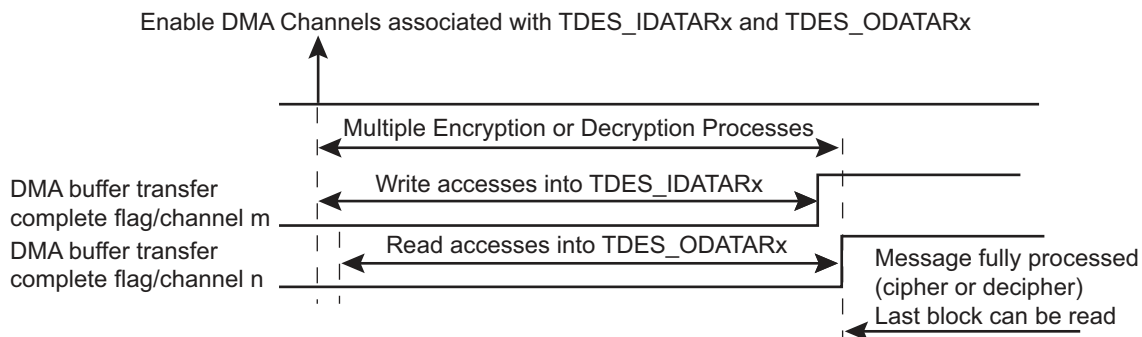 Enable DMA Channels associated with TDES_IDATARx and TDES_ODATARx
Multiple Encryption or Decryption Processes
DMA buffer transfer
complete flag/channel m
Write accesses into TDES_IDATARx
DMA buffer transfer
complete flag/channel n
Read accesses into TDES_ODATARx
Message fully processed
(cipher or decipher)
Last block can be read